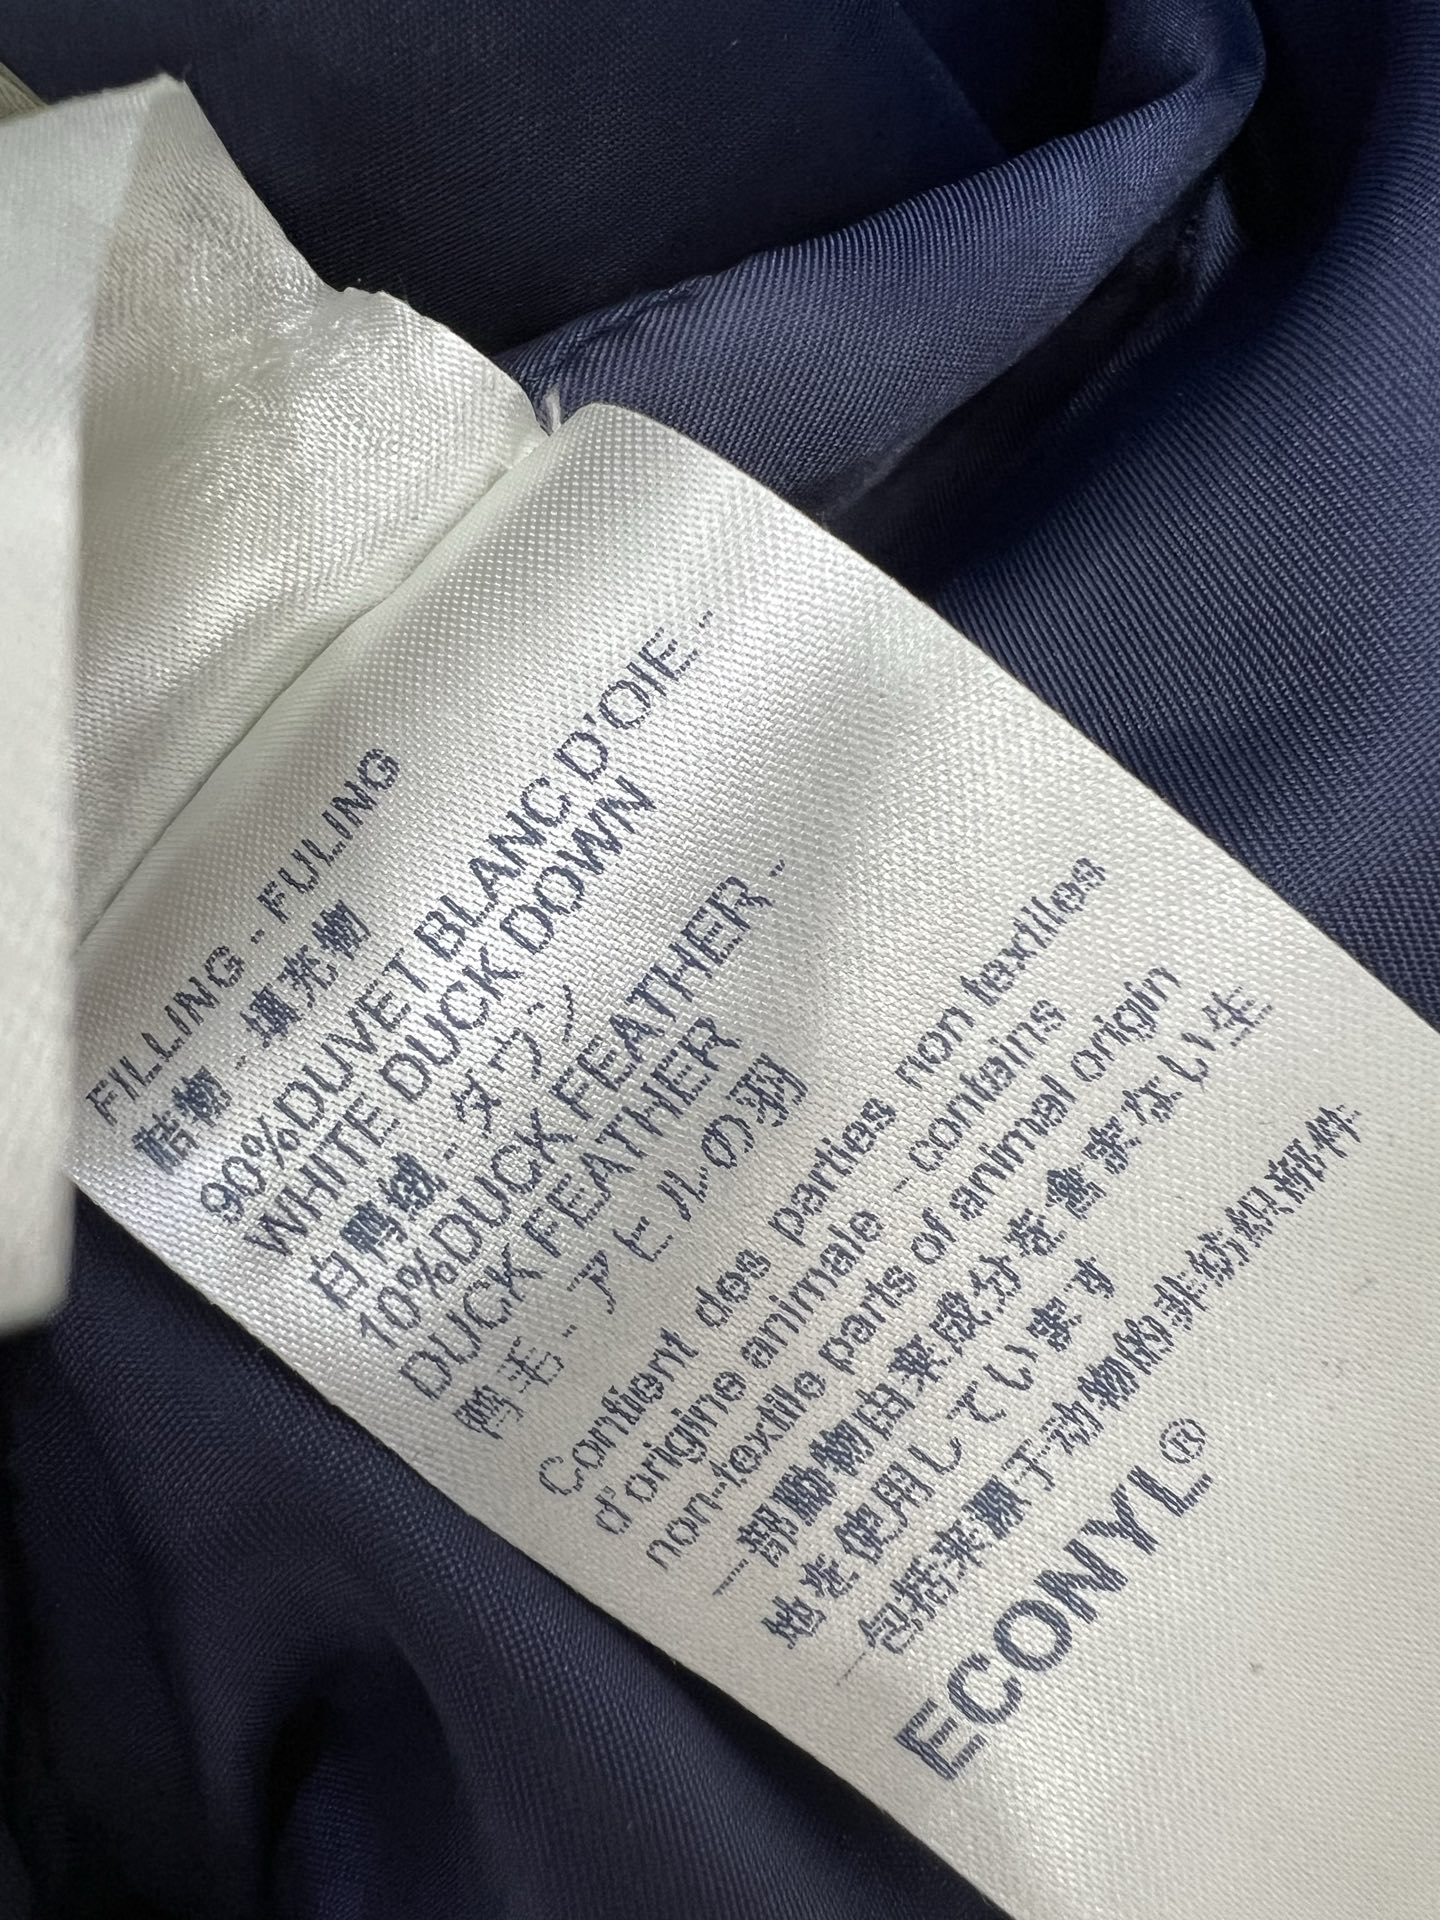 FILLING - FULING
酷物 - 填充物
90%DUVET BLANC D'OIE -
WHITE DUCK DOWN
白鸭绒 - ダウン
10%DUCK FEATHER -
DUCK FEATHER
鸭毛 - アヒルの羽
Contient des parties non textiles
d'origine animale - contains
non-textile parts of animal origin
- 部動物由来成分を含まない生
地を使用しています
包括来源于动物的非纺织部件
ECONYL®